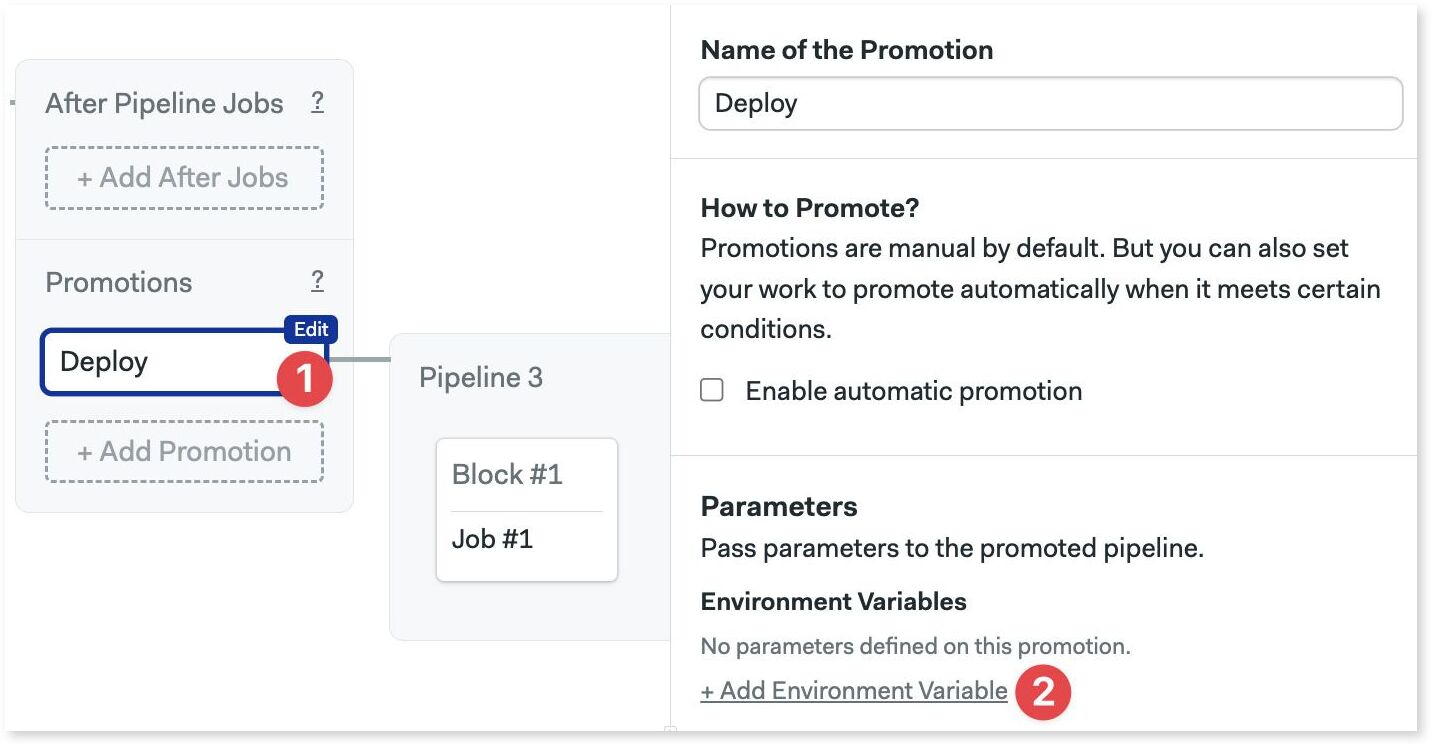 After Pipeline Jobs ?
+ Add After Jobs
Promotions ?
Edit
Deploy
1
+ Add Promotion
Pipeline 3
Block #1
Job #1
Name of the Promotion
Deploy
How to Promote?
Promotions are manual by default. But you can also set
your work to promote automatically when it meets certain
conditions.
Enable automatic promotion
Parameters
Pass parameters to the promoted pipeline.
Environment Variables
No parameters defined on this promotion.
+ Add Environment Variable 2